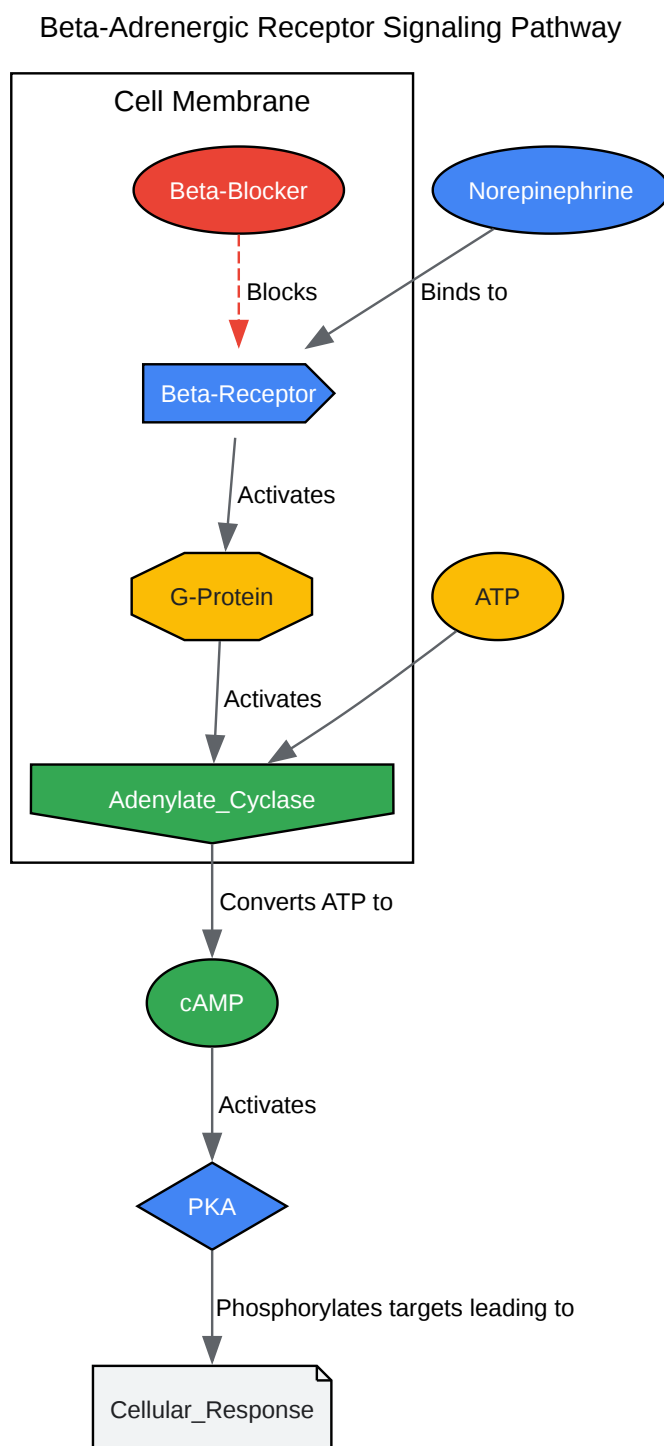 Beta-Adrenergic Receptor Signaling Pathway
Cell Membrane
Beta-Blocker
Norepinephrine
Blocks
Binds to
Beta-Receptor
Activates
G-Protein
ATP
Activates
Adenylate_Cyclase
Converts ATP to
cAMP
Activates
PKA
Phosphorylates targets leading to
Cellular_Response